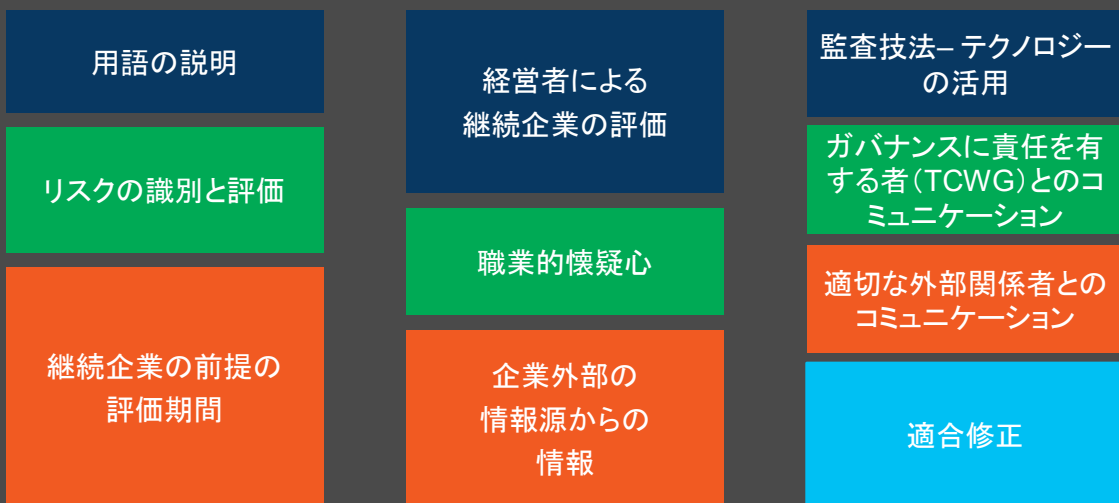 用語の説明
リスクの識別と評価
継続企業の前提の
評価期間
経営者による
継続企業の評価
職業的懐疑心
企業外部の
情報源からの
情報
監査技法– テクノロジー
の活用
ガバナンスに責任を有
する者（TCWG）とのコ
ミュニケーション
適切な外部関係者との
コミュニケーション
適合修正